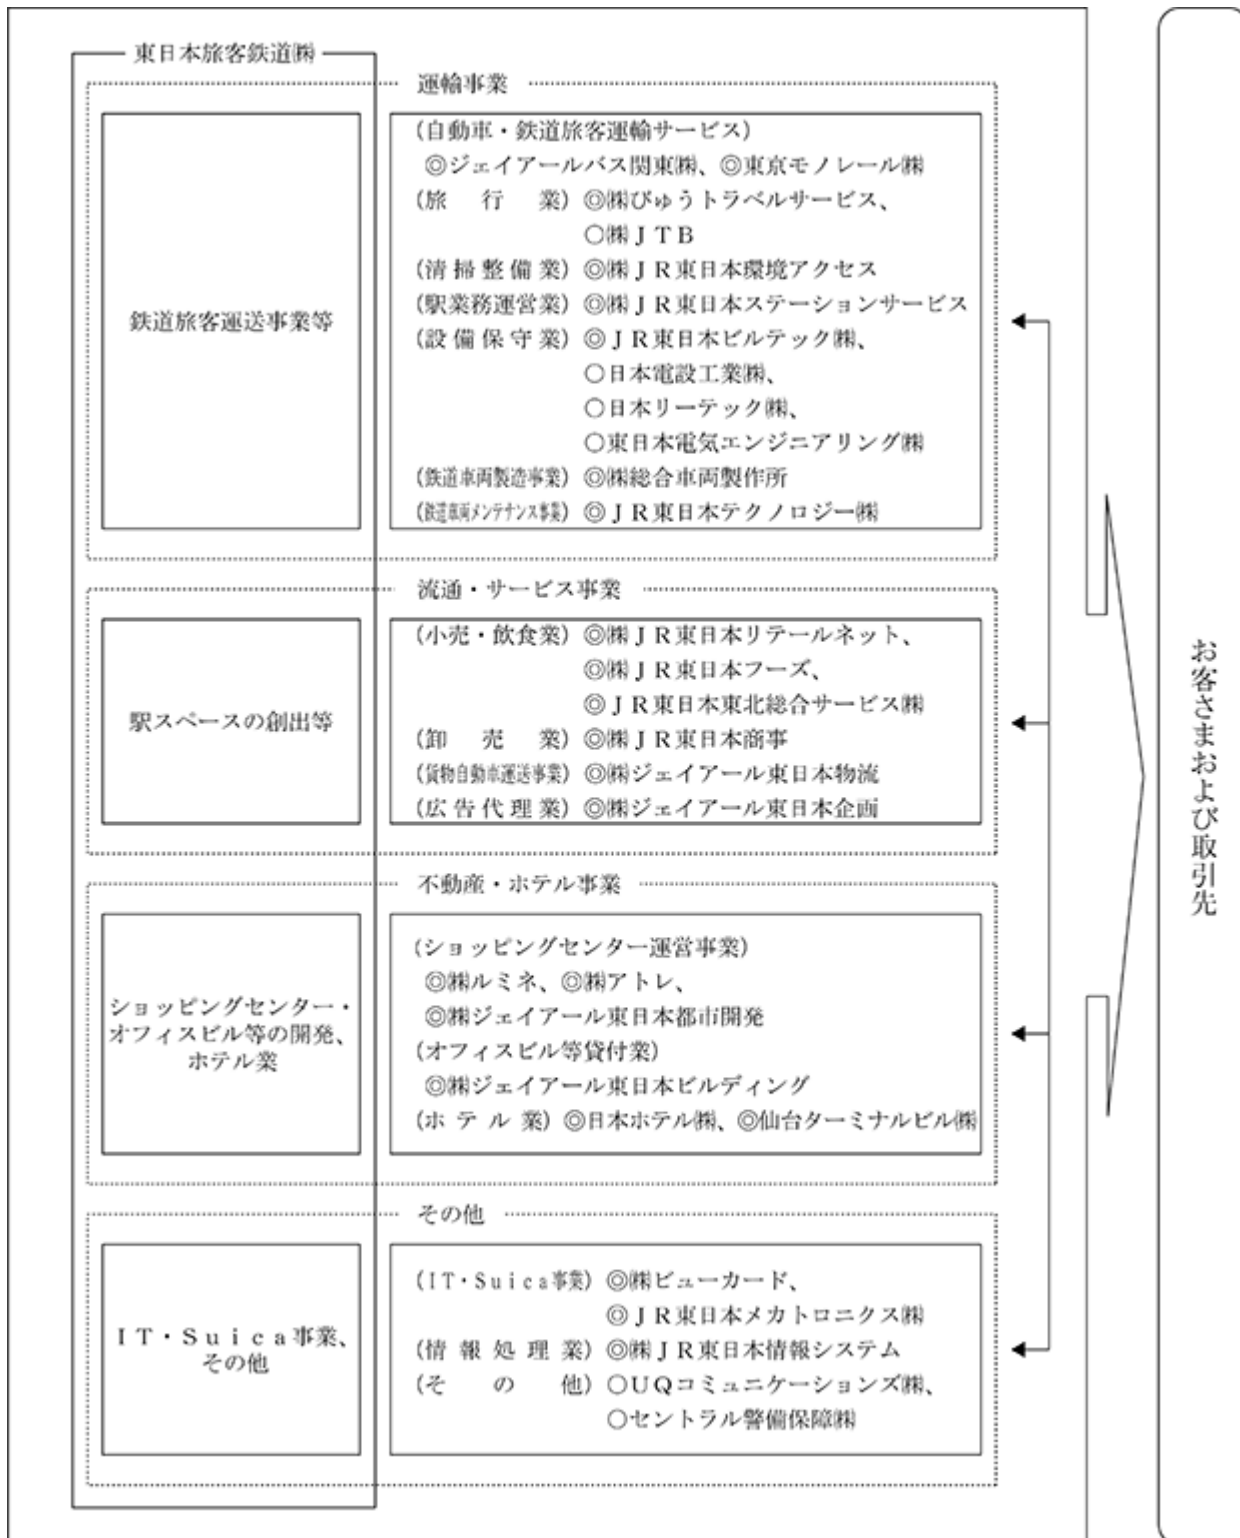 東日本旅客鉄道㈱
運輸事業
鉄道旅客運送事業等
(自動車・鉄道旅客運輸サービス)
◎ジェイアールバス関東㈱、◎東京モノレール㈱
(旅行業) ◎㈱びゅうトラベルサービス、
○㈱ＪＴＢ
(清掃整備業) ◎㈱ＪＲ東日本環境アクセス
(駅業務運営業) ◎㈱ＪＲ東日本ステーションサービス
(設備保守業) ◎ＪＲ東日本ビルテック㈱、
○日本電設工業㈱、
○日本リーテック㈱、
○東日本電気エンジニアリング㈱
(鉄道車両製造事業) ◎㈱総合車両製作所
(鉄道車両メンテナンス事業) ◎ＪＲ東日本テクノロジー㈱
流通・サービス事業
駅スペースの創出等
(小売・飲食業) ◎㈱ＪＲ東日本リテールネット、
◎㈱ＪＲ東日本フーズ、
◎ＪＲ東日本東北総合サービス㈱
(卸売業) ◎㈱ＪＲ東日本商事
(貨物自動車運送事業) ◎㈱ジェイアール東日本物流
(広告代理業) ◎㈱ジェイアール東日本企画
不動産・ホテル事業
ショッピングセンター・
オフィスビル等の開発、
ホテル業
(ショッピングセンター運営事業)
◎㈱ルミネ、◎㈱アトレ、
◎㈱ジェイアール東日本都市開発
(オフィスビル等貸付業)
◎㈱ジェイアール東日本ビルディング
(ホテル業) ◎日本ホテル㈱、◎仙台ターミナルビル㈱
その他
ＩＴ・Ｓｕｉｃａ事業、
その他
(IT・Suica事業) ◎㈱ビューカード、
◎ＪＲ東日本メカトロニクス㈱
(情報処理業) ◎㈱ＪＲ東日本情報システム
(その他) ○ＵＱコミュニケーションズ㈱、
○セントラル警備保障㈱
お客さまおよび取引先